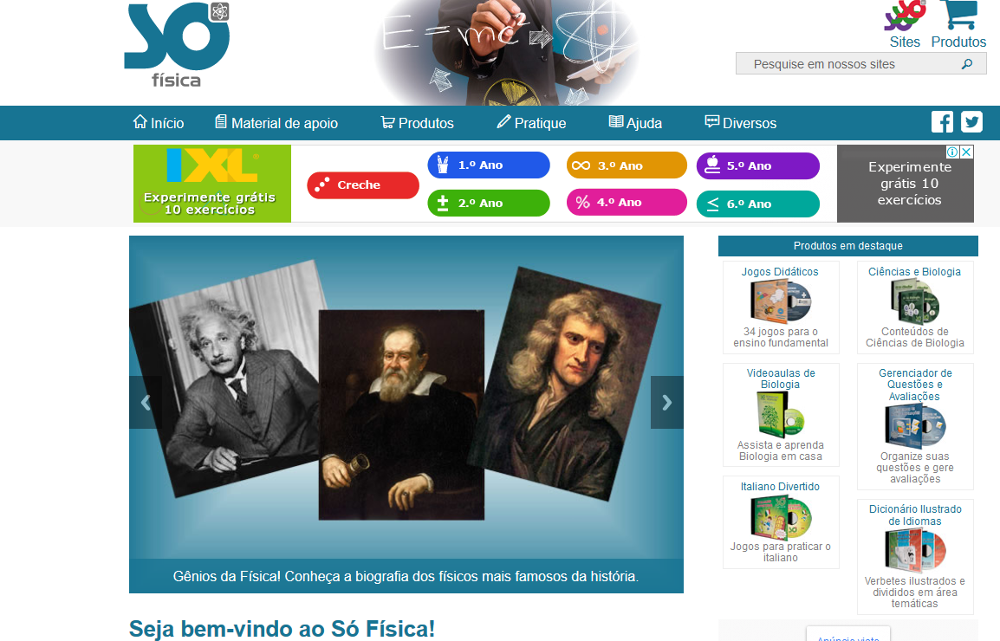 Só
física
E = mc²
Sites
Produtos
Pesquise em nossos sites
Início
Material de apoio
Produtos
Pratique
Ajuda
Diversos
IXL
Experimente grátis
10 exercícios
Creche
1.º Ano
2.º Ano
3.º Ano
4.º Ano
5.º Ano
6.º Ano
Experimente
grátis 10
exercícios
Gênios da Física! Conheça a biografia dos físicos mais famosos da história.
Seja bem-vindo ao Só Física!
Produtos em destaque
Jogos Didáticos
34 jogos para o
ensino fundamental
Ciências e Biologia
Conteúdos de
Ciências de Biologia
Videoaulas de
Biologia
Assista e aprenda
Biologia em casa
Gerenciador de
Questões e
Avaliações
Organize suas
questões e gere
avaliações
Italiano Divertido
Jogos para praticar o
italiano
Dicionário Ilustrado
de Idiomas
Verbetes ilustrados e
divididos em área
temáticas